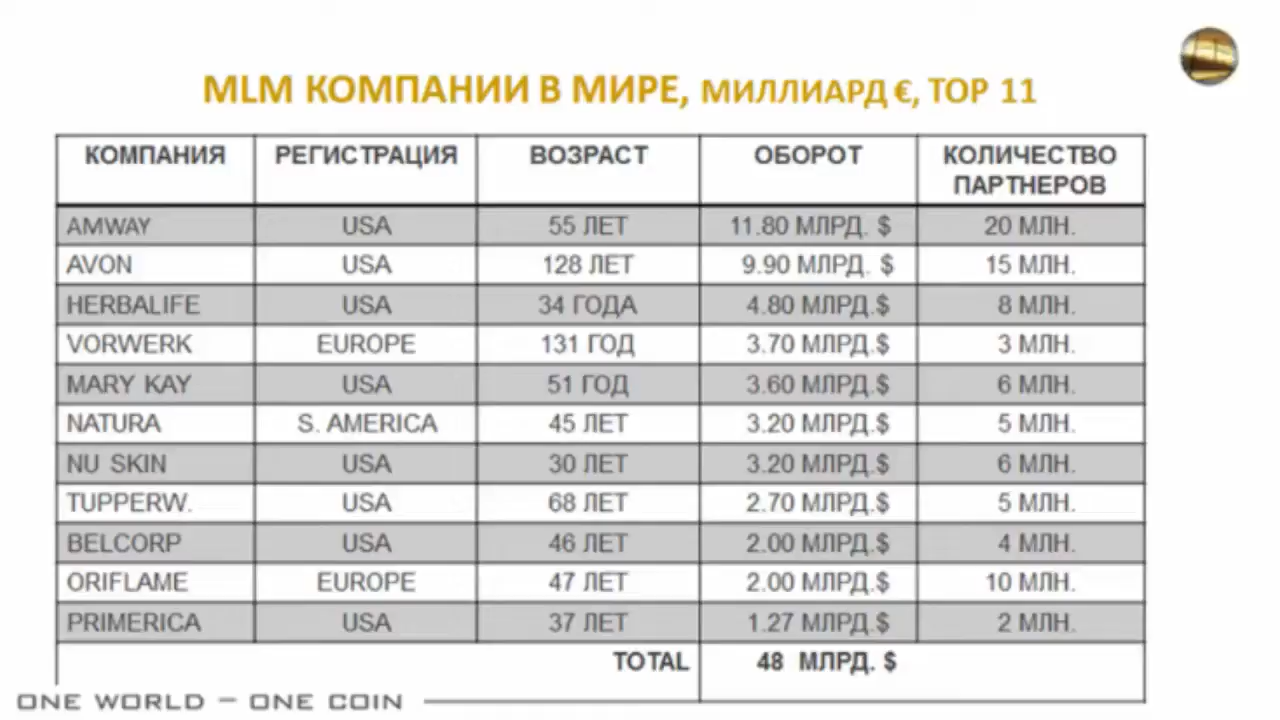 MLM КОМПАНИИ В МИРЕ, МИЛЛИАРД €, TOP 11
КОМПАНИЯ РЕГИСТРАЦИЯ ВОЗРАСТ ОБОРОТ КОЛИЧЕСТВО ПАРТНЕРОВ
AMWAY USA 55 ЛЕТ 11.80 МЛРД. $ 20 МЛН.
AVON USA 128 ЛЕТ 9.90 МЛРД. $ 15 МЛН.
HERBALIFE USA 34 ГОДА 4.80 МЛРД.$ 8 МЛН.
VORWERK EUROPE 131 ГОД 3.70 МЛРД.$ 3 МЛН.
MARY KAY USA 51 ГОД 3.60 МЛРД.$ 6 МЛН.
NATURA S. AMERICA 45 ЛЕТ 3.20 МЛРД.$ 5 МЛН.
NU SKIN USA 30 ЛЕТ 3.20 МЛРД.$ 6 МЛН.
TUPPERW. USA 68 ЛЕТ 2.70 МЛРД.$ 5 МЛН.
BELCORP USA 46 ЛЕТ 2.00 МЛРД.$ 4 МЛН.
ORIFLAME EUROPE 47 ЛЕТ 2.00 МЛРД.$ 10 МЛН.
PRIMERICA USA 37 ЛЕТ 1.27 МЛРД.$ 2 МЛН.
TOTAL 48 МЛРД. $
ONE WORLD – ONE COIN